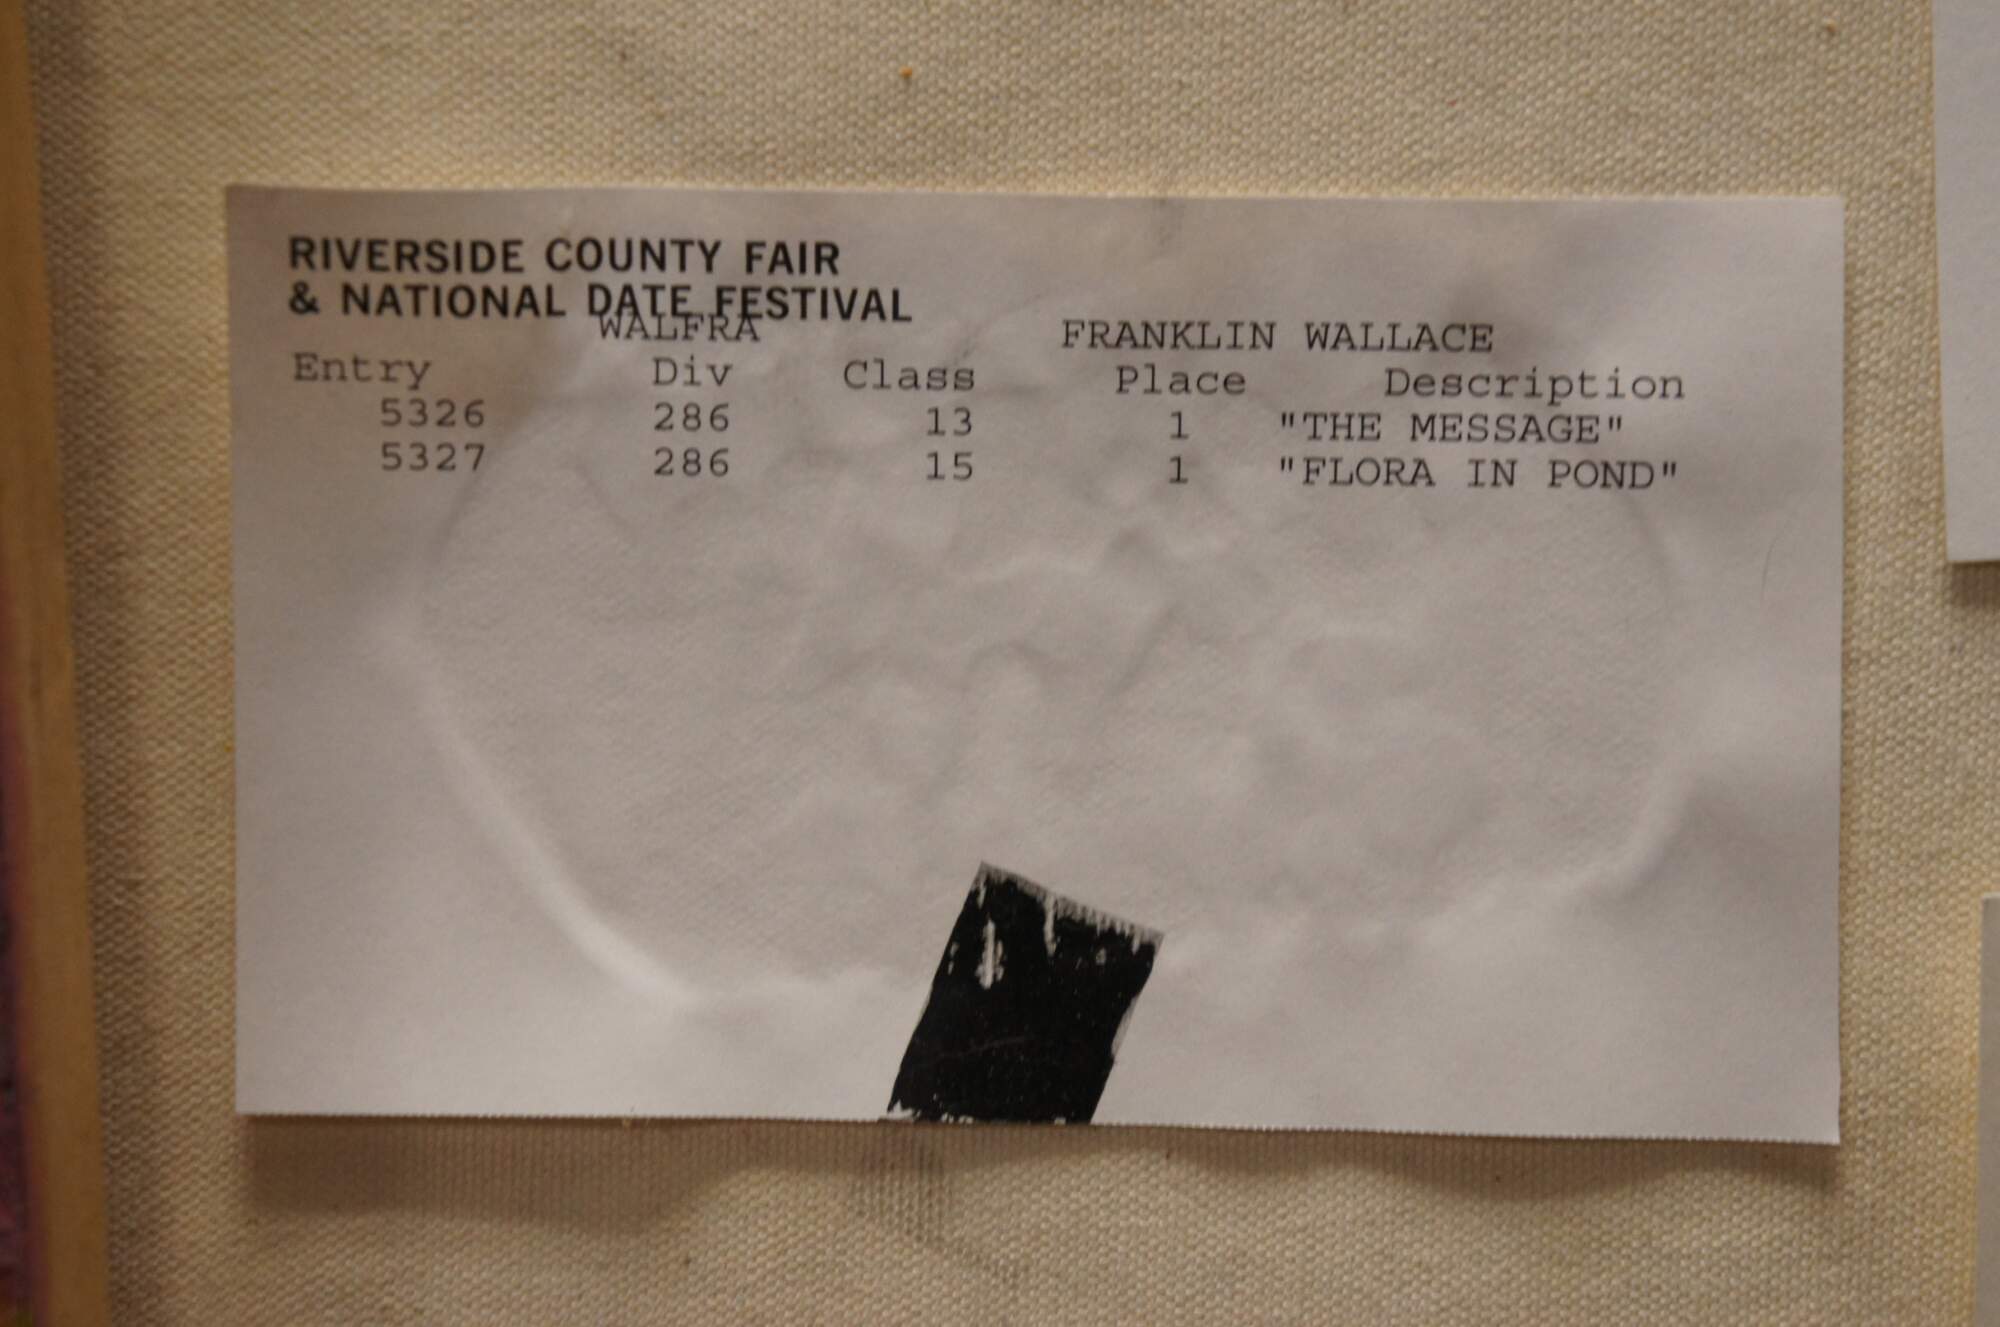 RIVERSIDE COUNTY FAIR
& NATIONAL DATE FESTIVAL
WALFRA FRANKLIN WALLACE
Entry Div Class Place Description
5326 286 13 1 "THE MESSAGE"
5327 286 15 1 "FLORA IN POND"